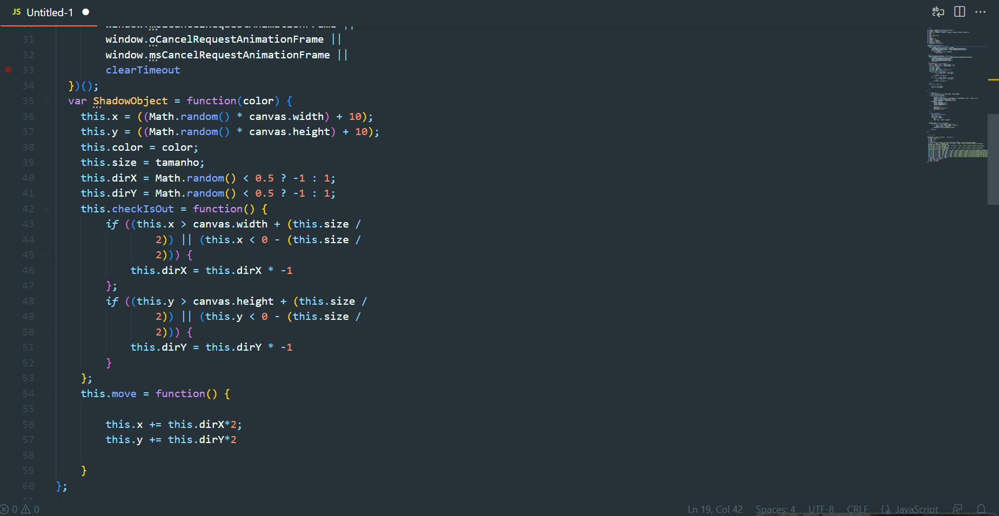 JS Untitled-1
31 window.oCancelRequestAnimationFrame ||
32 window.msCancelRequestAnimationFrame ||
33 clearTimeout
34 })();
35 var ShadowObject = function(color) {
36 this.x = ((Math.random() * canvas.width) + 10);
37 this.y = ((Math.random() * canvas.height) + 10);
38 this.color = color;
39 this.size = tamanho;
40 this.dirX = Math.random() < 0.5 ? -1 : 1;
41 this.dirY = Math.random() < 0.5 ? -1 : 1;
42 this.checkIsOut = function() {
43 if ((this.x > canvas.width + (this.size /
44 2)) || (this.x < 0 - (this.size /
45 2))) {
46 this.dirX = this.dirX * -1
47 };
48 if ((this.y > canvas.height + (this.size /
49 2)) || (this.y < 0 - (this.size /
50 2))) {
51 this.dirY = this.dirY * -1
52 }
53 };
54 this.move = function() {
55
56 this.x += this.dirX*2;
57 this.y += this.dirY*2
58
59 }
60 };
0 0 Ln 19, Col 42 Spaces: 4 UTF-8 CRLF {} JavaScript